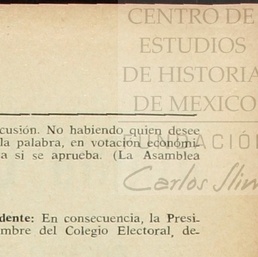 CENTRO DE
ESTUDIOS
DE HISTORIA
DE MEXICO
cusión. No habiendo quien desee
la palabra, en votación económi-
a si se aprueba. (La Asamblea
FUNDACIÓN
Carlos Slim
dente: En consecuencia, la Presi-
mbre del Colegio Electoral, de-